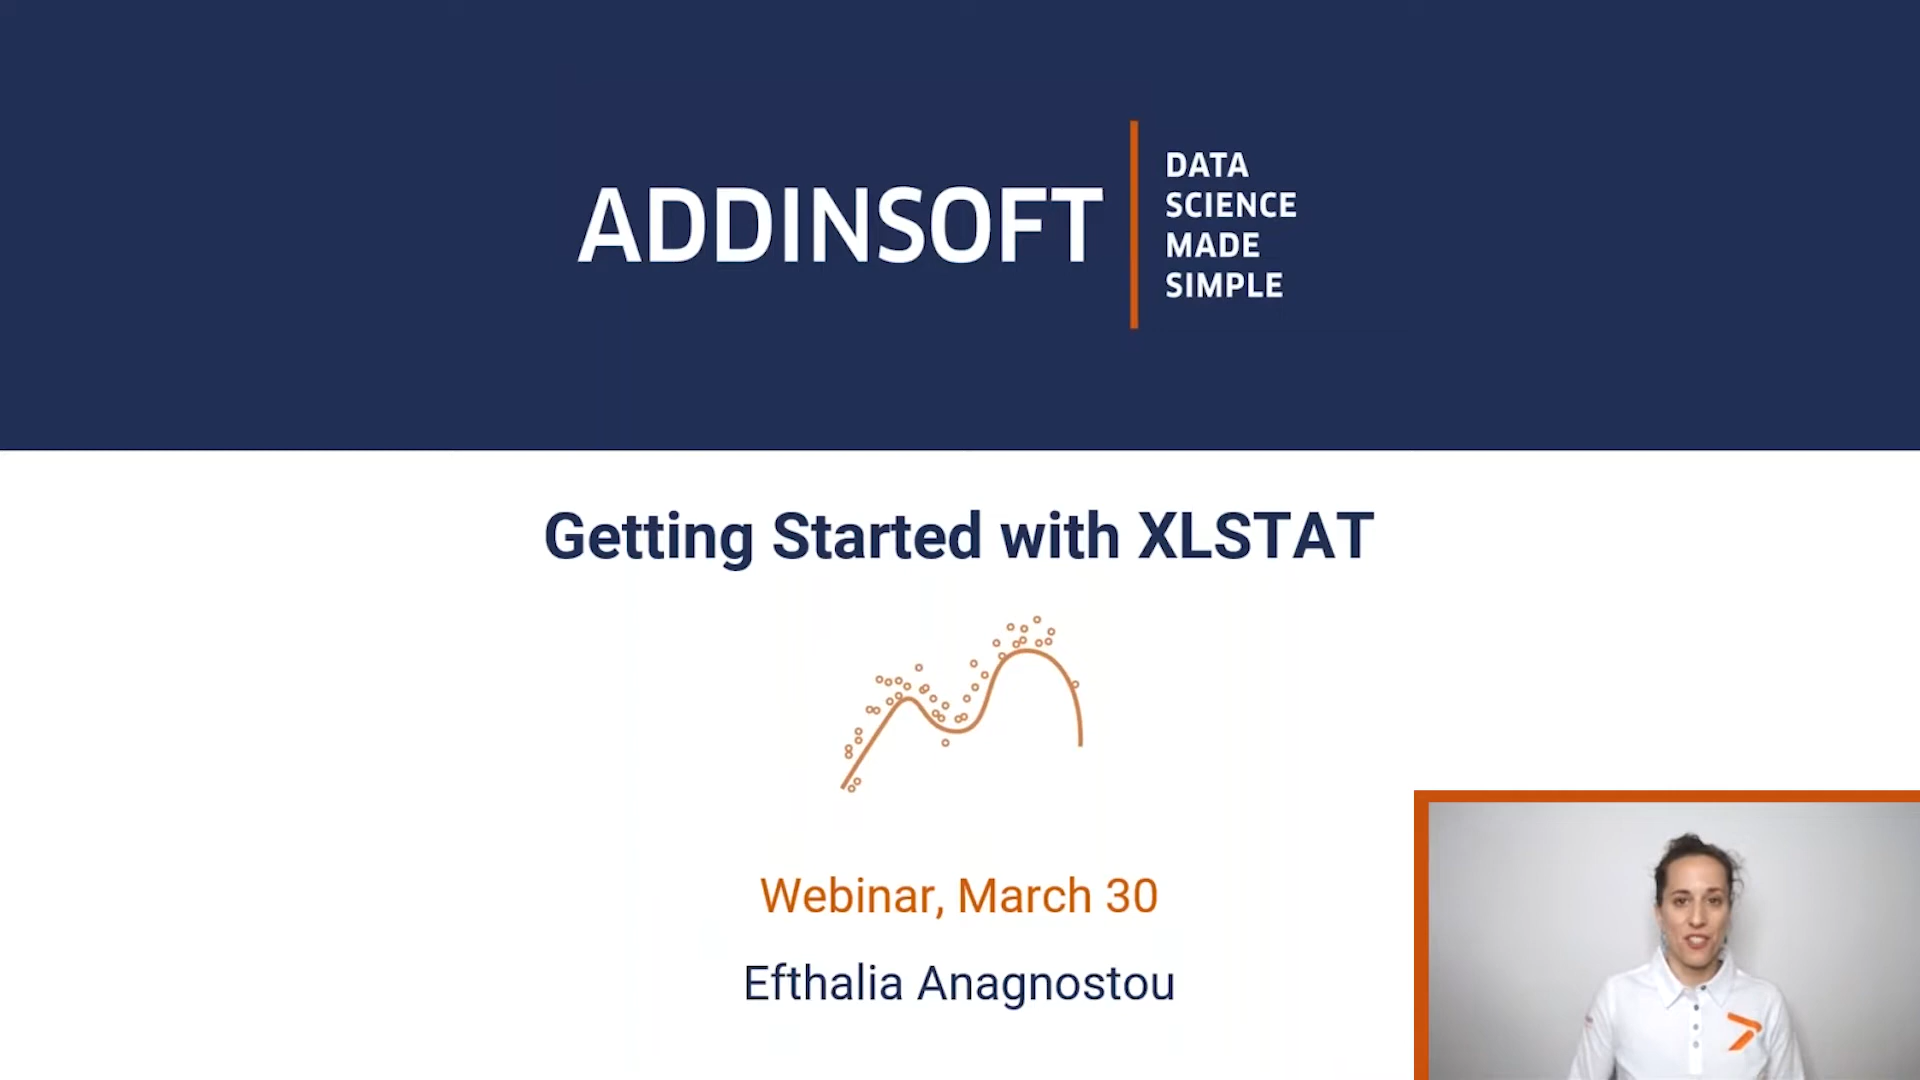 ADDINSOFT
DATA
SCIENCE
MADE
SIMPLE
Getting Started with XLSTAT
Webinar, March 30
Efthalia Anagnostou